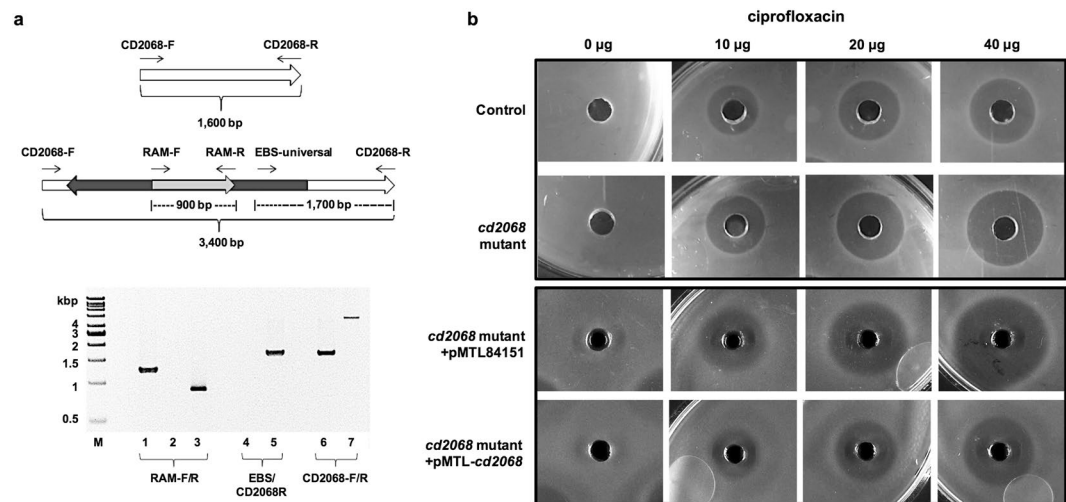 a
CD2068-F CD2068-R
1,600 bp
CD2068-F RAM-F RAM-R EBS-universal CD2068-R
900 bp 1,700 bp
3,400 bp
kbp
4
3
2
1.5
1
0.5
M 1 2 3 4 5 6 7
RAM-F/R EBS/ CD2068-F/R
CD2068R
b
ciprofloxacin
0 µg 10 µg 20 µg 40 µg
Control
cd2068
mutant
cd2068 mutant
+pMTL84151
cd2068 mutant
+pMTL-cd2068